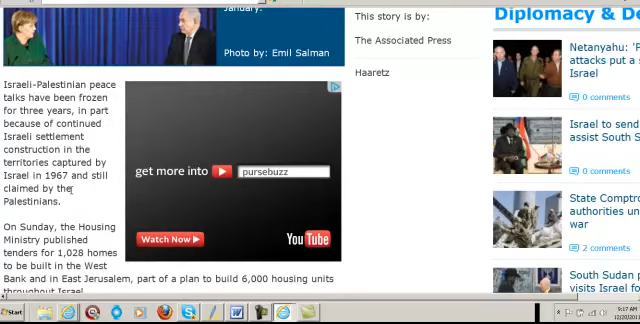 January.
Photo by: Emil Salman
This story is by:
The Associated Press
Haaretz
Israeli-Palestinian peace
talks have been frozen
for three years, in part
because of continued
Israeli settlement
construction in the
territories captured by
Israel in 1967 and still
claimed by the
Palestinians.
On Sunday, the Housing
Ministry published
tenders for 1,028 homes
to be built in the West
Bank and in East Jerusalem, part of a plan to build 6,000 housing units
throughout Israel
get more into
pursebuzz
Watch Now
YouTube
Diplomacy & De
Netanyahu: 'P
attacks put a s
Israel
0 comments
Israel to send
assist South S
0 comments
State Comptro
authorities un
war
2 comments
South Sudan p
visits Israel fo
Start
9:17 AM